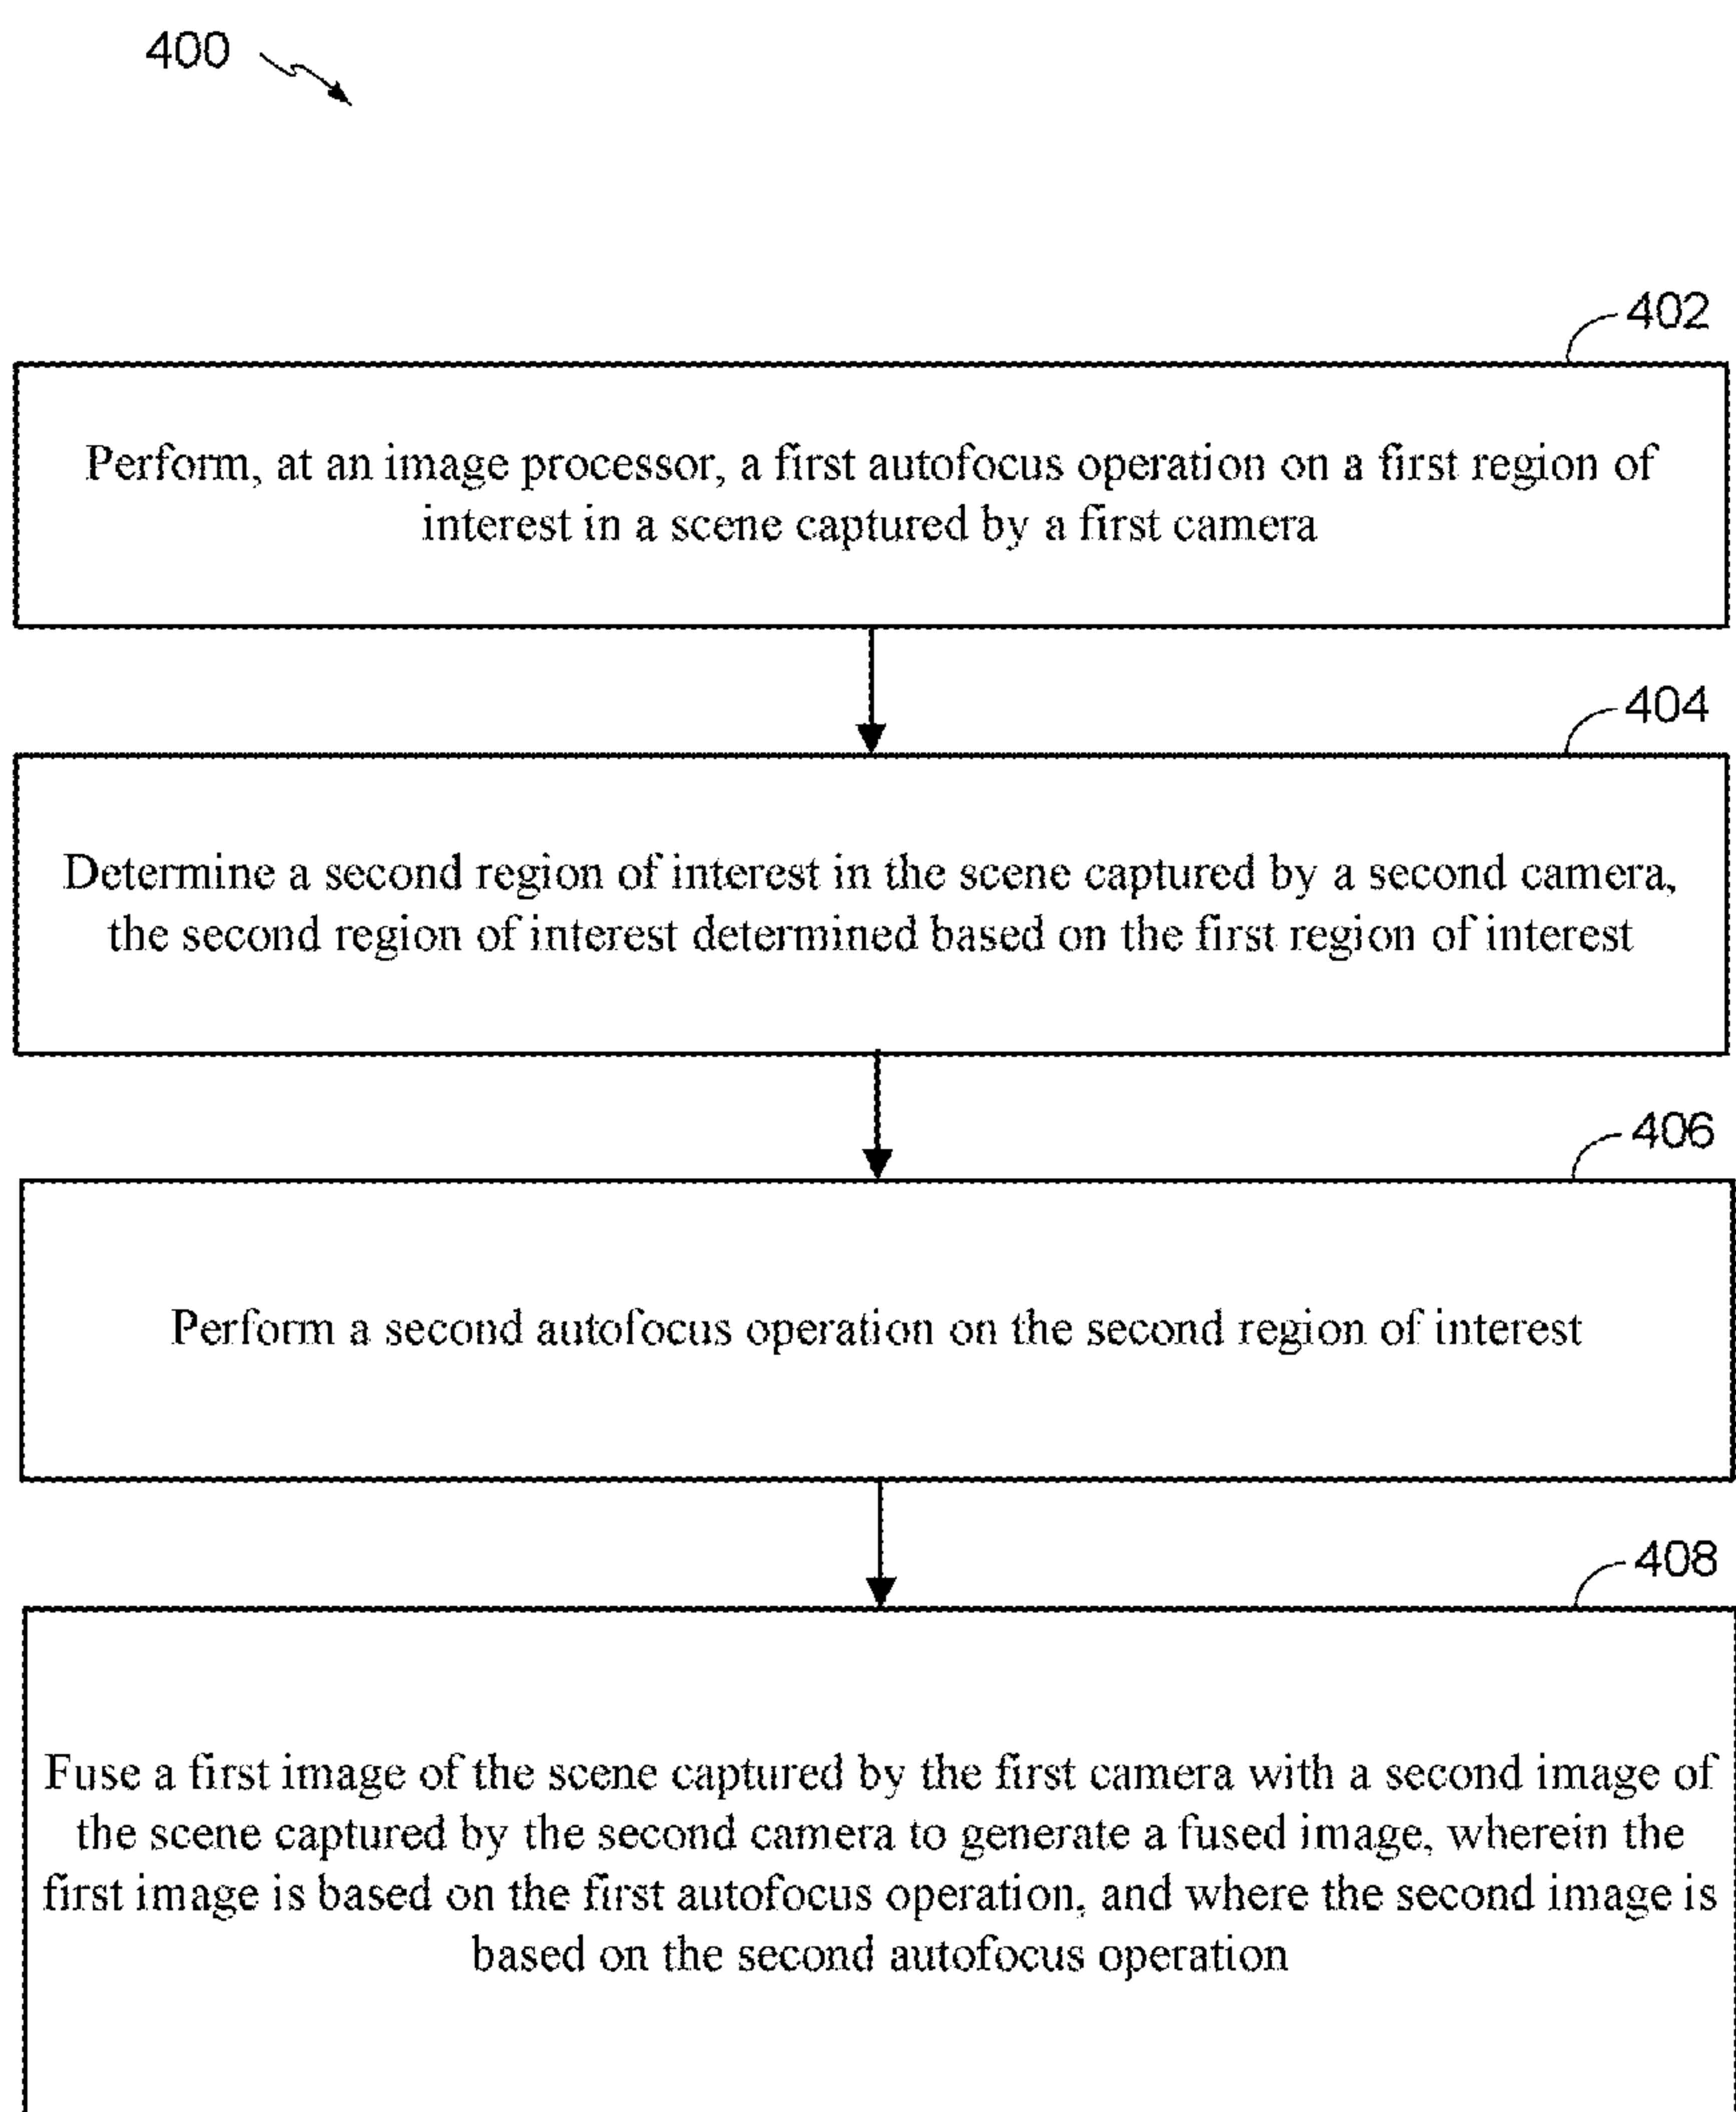 400
402
Perform, at an image processor, a first autofocus operation on a first region of
interest in a scene captured by a first camera
404
Determine a second region of interest in the scene captured by a second camera,
the second region of interest determined based on the first region of interest
406
Perform a second autofocus operation on the second region of interest
408
Fuse a first image of the scene captured by the first camera with a second image of
the scene captured by the second camera to generate a fused image, wherein the
first image is based on the first autofocus operation, and where the second image is
based on the second autofocus operation